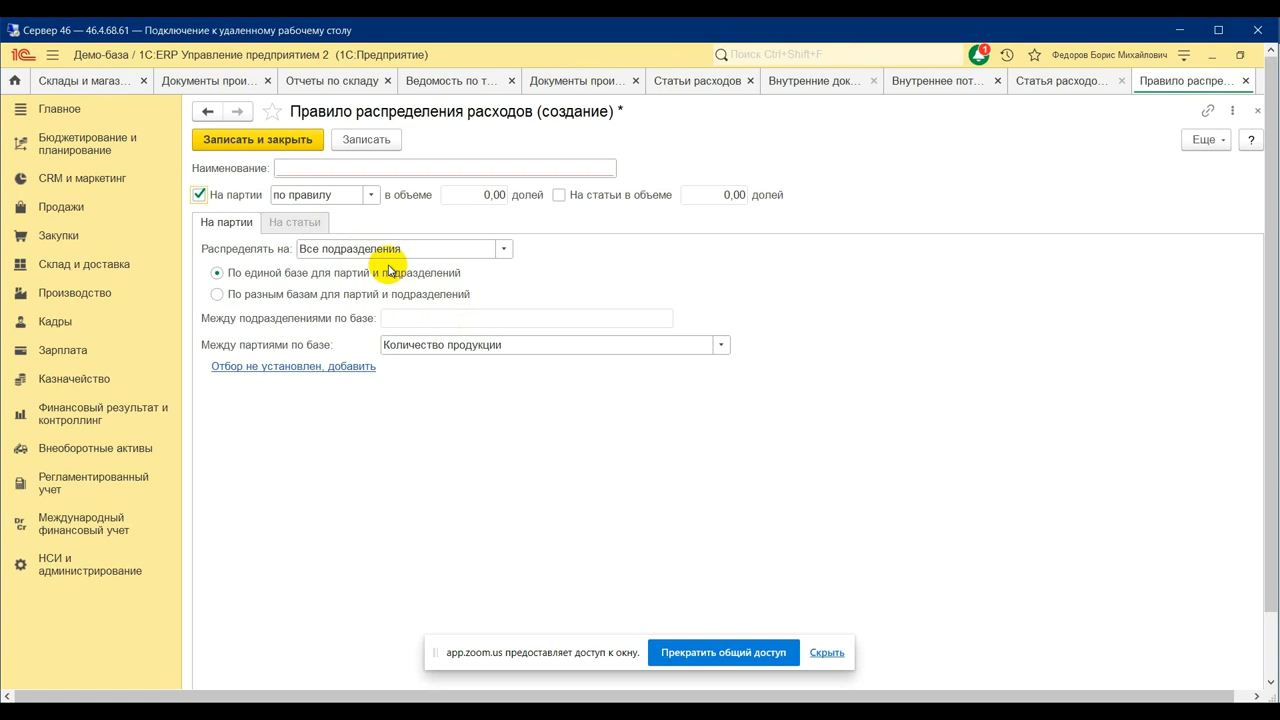 Сервер 46 — 46.4.68.61 — Подключение к удаленному рабочему столу
Демо-база / 1С:ERP Управление предприятием 2 (1С:Предприятие)
Поиск Ctrl+Shift+F
1
Федоров Борис Михайлович
Склады и магаз...
Документы прои...
Отчеты по складу
Ведомость по т...
Документы прои...
Статьи расходов
Внутренние док...
Внутреннее пот...
Статья расходо...
Правило распре...
Главное
Бюджетирование и
планирование
CRM и маркетинг
Продажи
Закупки
Склад и доставка
Производство
Кадры
Зарплата
Казначейство
Финансовый результат и
контроллинг
Внеоборотные активы
Регламентированный
учет
Dr
Cr
Международный
финансовый учет
НСИ и
администрирование
Правило распределения расходов (создание) *
Записать и закрыть
Записать
Еще
?
Наименование:
На партии по правилу в объеме 0,00 долей На статьи в объеме 0,00 долей
На партии На статьи
Распределять на: Все подразделения
По единой базе для партий и подразделений
По разным базам для партий и подразделений
Между подразделениями по базе:
Между партиями по базе: Количество продукции
Отбор не установлен, добавить
app.zoom.us предоставляет доступ к окну.
Прекратить общий доступ
Скрыть